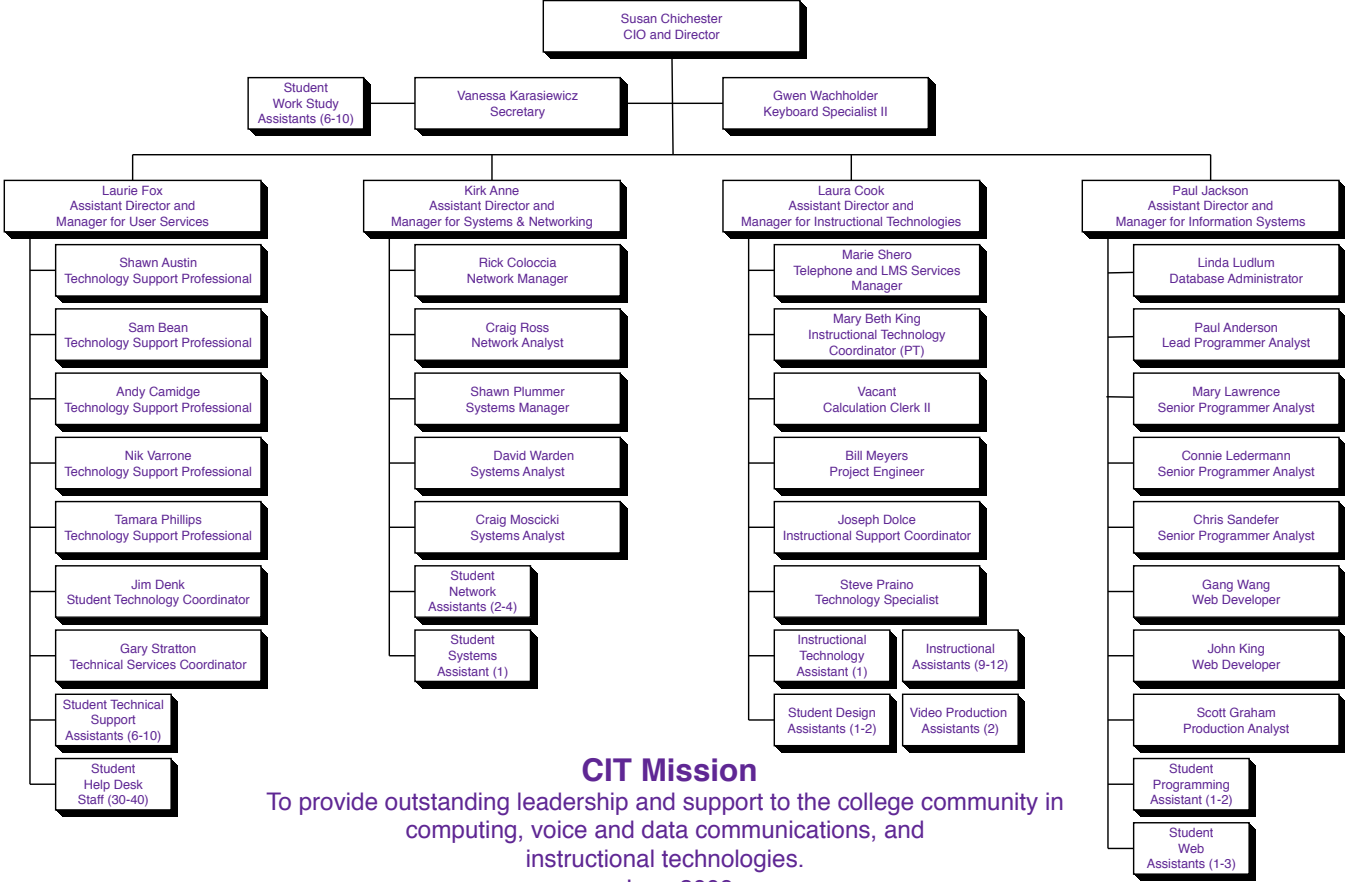 Susan Chichester
CIO and Director
Student
Work Study
Assistants (6-10)
Vanessa Karasiewicz
Secretary
Gwen Wachholder
Keyboard Specialist II
Laurie Fox
Assistant Director and
Manager for User Services
Shawn Austin
Technology Support Professional
Sam Bean
Technology Support Professional
Andy Camidge
Technology Support Professional
Nik Varrone
Technology Support Professional
Tamara Phillips
Technology Support Professional
Jim Denk
Student Technology Coordinator
Gary Stratton
Technical Services Coordinator
Student Technical
Support
Assistants (6-10)
Student
Help Desk
Staff (30-40)
Kirk Anne
Assistant Director and
Manager for Systems & Networking
Rick Coloccia
Network Manager
Craig Ross
Network Analyst
Shawn Plummer
Systems Manager
David Warden
Systems Analyst
Craig Moscicki
Systems Analyst
Student
Network
Assistants (2-4)
Student
Systems
Assistant (1)
Laura Cook
Assistant Director and
Manager for Instructional Technologies
Marie Shero
Telephone and LMS Services
Manager
Mary Beth King
Instructional Technology
Coordinator (PT)
Vacant
Calculation Clerk II
Bill Meyers
Project Engineer
Joseph Dolce
Instructional Support Coordinator
Steve Praino
Technology Specialist
Instructional
Technology
Assistant (1)
Instructional
Assistants (9-12)
Student Design
Assistants (1-2)
Video Production
Assistants (2)
Paul Jackson
Assistant Director and
Manager for Information Systems
Linda Ludlum
Database Administrator
Paul Anderson
Lead Programmer Analyst
Mary Lawrence
Senior Programmer Analyst
Connie Ledermann
Senior Programmer Analyst
Chris Sandefer
Senior Programmer Analyst
Gang Wang
Web Developer
John King
Web Developer
Scott Graham
Production Analyst
Student
Programming
Assistant (1-2)
Student
Web
Assistants (1-3)
CIT Mission
To provide outstanding leadership and support to the college community in
computing, voice and data communications, and
instructional technologies.